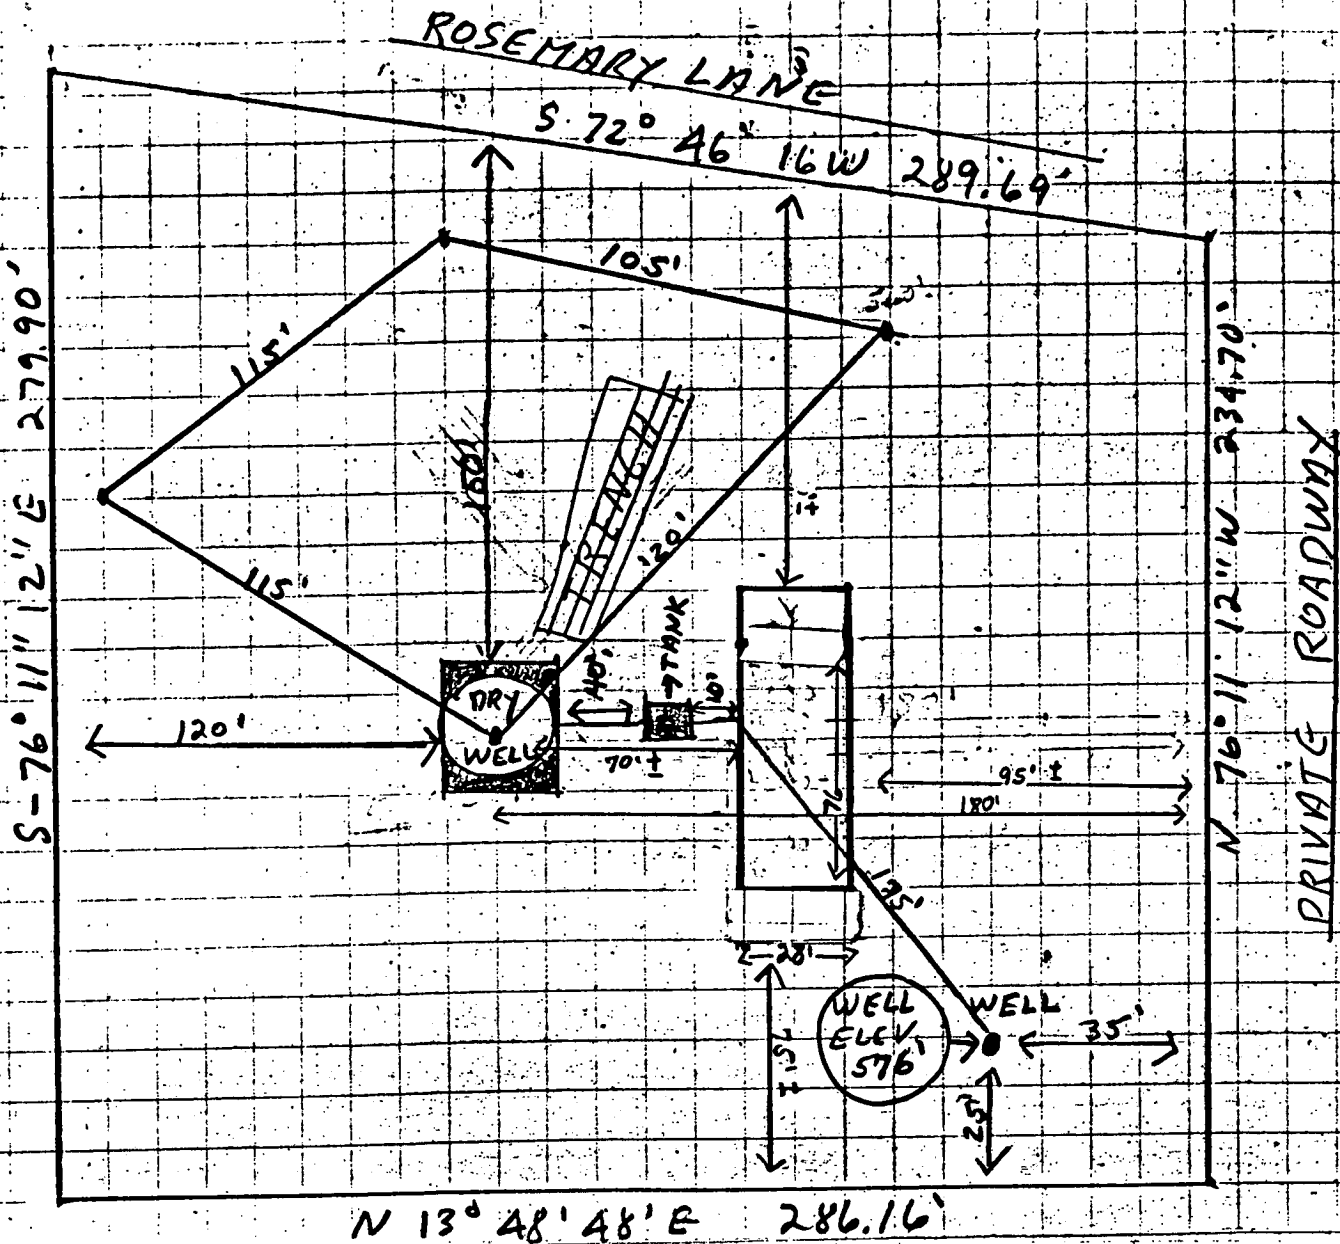 ROSEMARY LANE
S. 72° 46' 16 W 289.69'
105'
115'
S-76° 11" 12" E 279.90'
N 76° 11' 12" W 234.70'
PRIVATE ROADWAY
TRENCH
120'
115'
TANK
40'
10'
DRY
WELL
120'
70' ±
95' ±
180'
76
28'
WELL
ELEV.
576'
WELL
35'
25'
N 13° 48' 48' E 286.16'